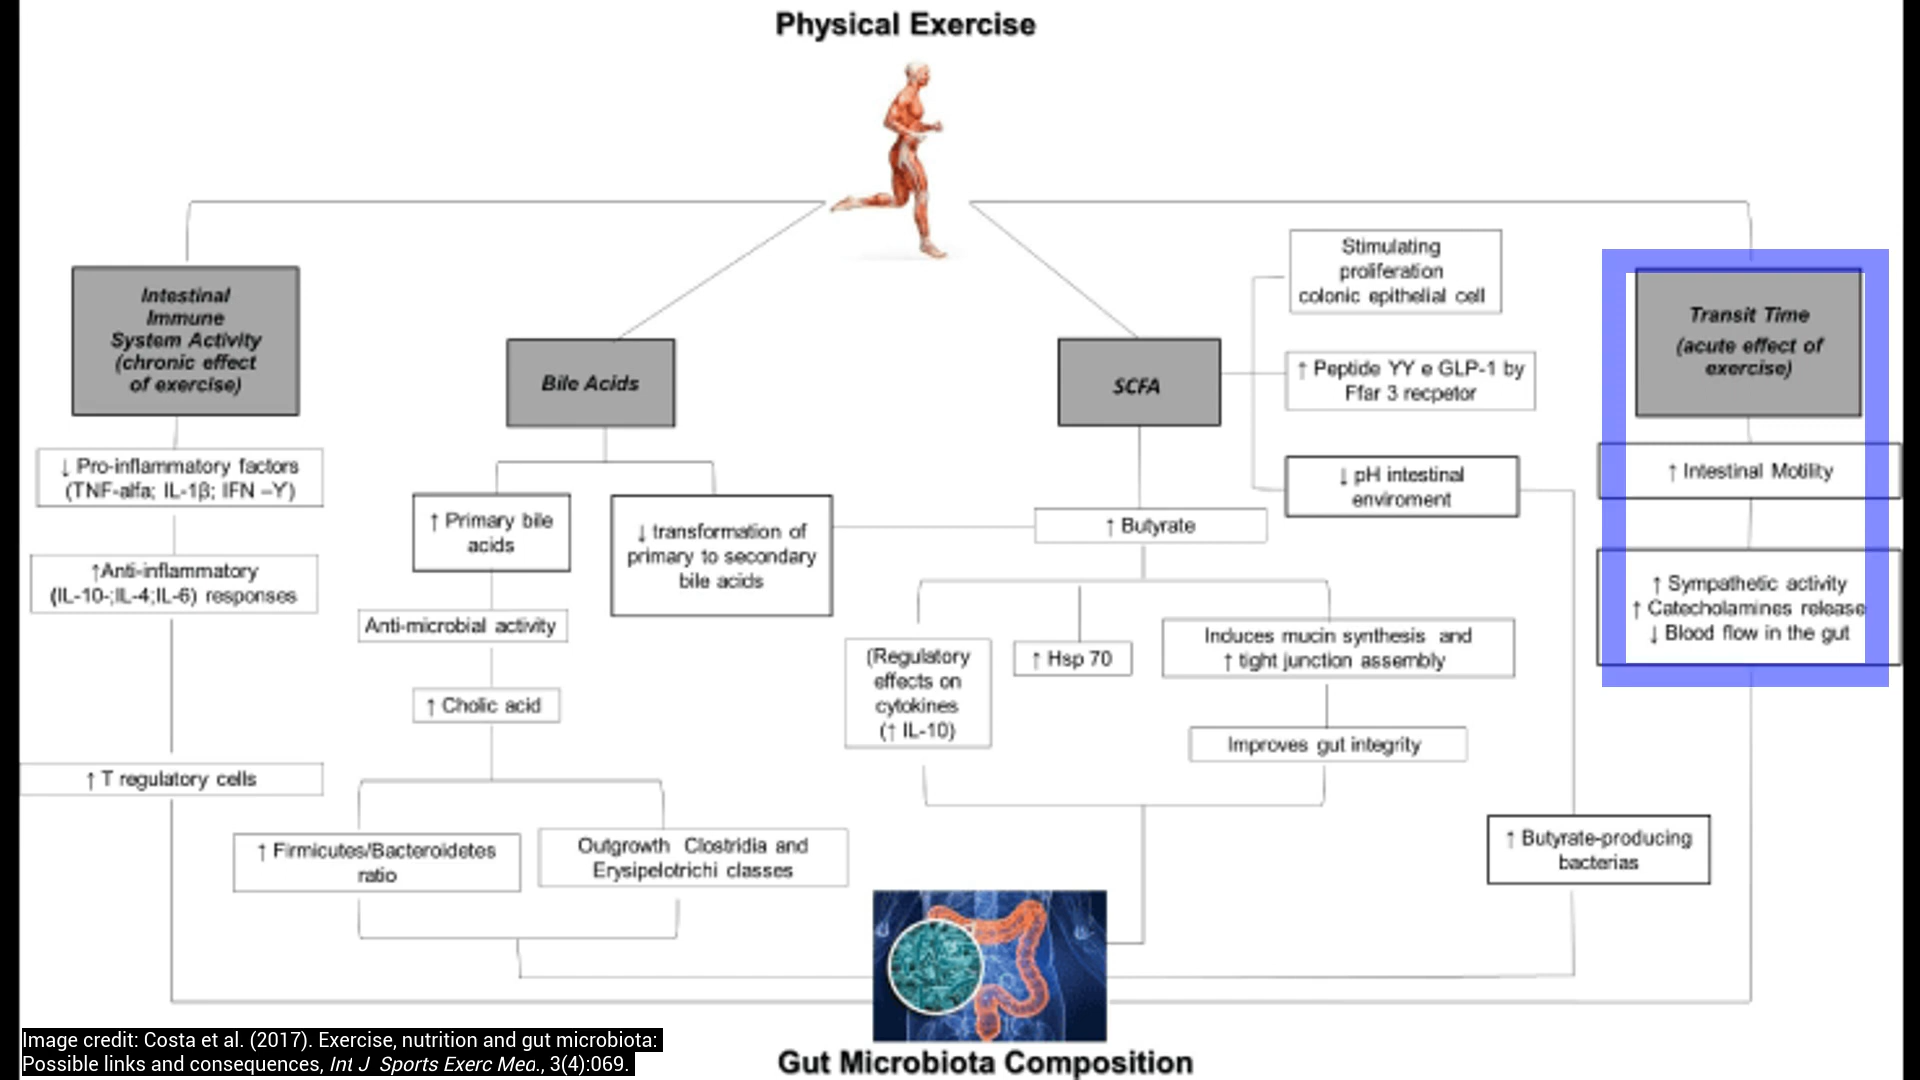 Physical Exercise
Intestinal
Immune
System Activity
(chronic effect
of exercise)
↓ Pro-inflammatory factors
(TNF-alfa; IL-1β; IFN –Y)
↑Anti-inflammatory
(IL-10-;IL-4;IL-6) responses
↑ T regulatory cells
Bile Acids
↑ Primary bile
acids
↓ transformation of
primary to secondary
bile acids
Anti-microbial activity
↑ Cholic acid
↑ Firmicutes/Bacteroidetes
ratio
Outgrowth Clostridia and
Erysipelotrichi classes
SCFA
Stimulating
proliferation
colonic epithelial cell
↑ Peptide YY e GLP-1 by
Ffar 3 recpetor
↓ pH intestinal
enviroment
↑ Butyrate
(Regulatory
effects on
cytokines
(↑ IL-10)
↑ Hsp 70
Induces mucin synthesis and
↑ tight junction assembly
Improves gut integrity
↑ Butyrate-producing
bacterias
Transit Time
(acute effect of
exercise)
↑ Intestinal Motility
↑ Sympathetic activity
↑ Catecholamines release
↓ Blood flow in the gut
Gut Microbiota Composition
Image credit: Costa et al. (2017). Exercise, nutrition and gut microbiota:
Possible links and consequences, Int J Sports Exerc Med., 3(4):069.